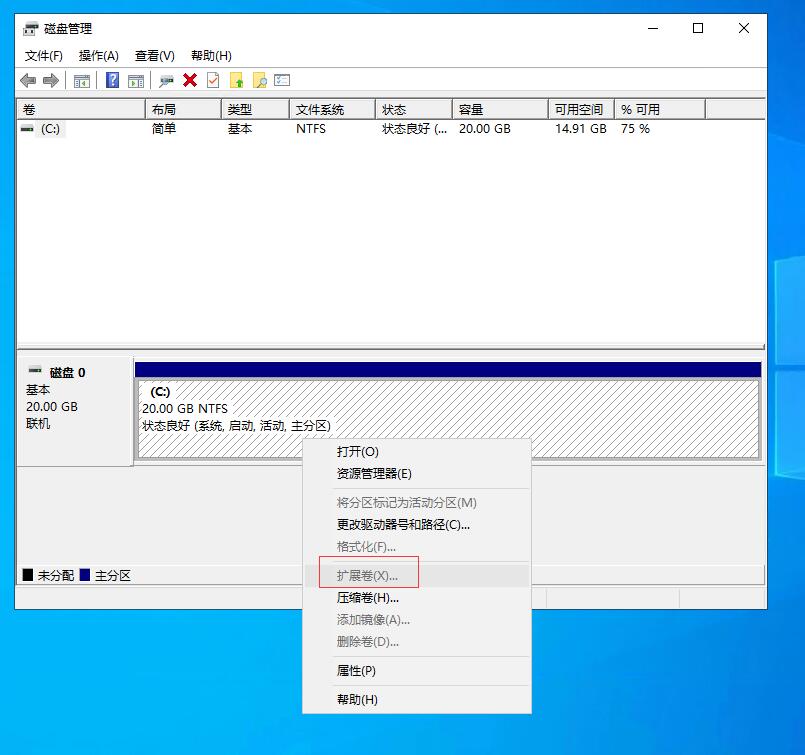 磁盘管理
文件(F) 操作(A) 查看(V) 帮助(H)
卷 布局 类型 文件系统 状态 容量 可用空间 % 可用
(C:) 简单 基本 NTFS 状态良好 (... 20.00 GB 14.91 GB 75 %
磁盘 0
基本
20.00 GB
联机
(C:)
20.00 GB NTFS
状态良好 (系统, 启动, 活动, 主分区)
打开(O)
资源管理器(E)
将分区标记为活动分区(M)
更改驱动器号和路径(C)...
格式化(F)...
扩展卷(X)...
压缩卷(H)...
添加镜像(A)...
删除卷(D)...
属性(P)
帮助(H)
未分配 主分区